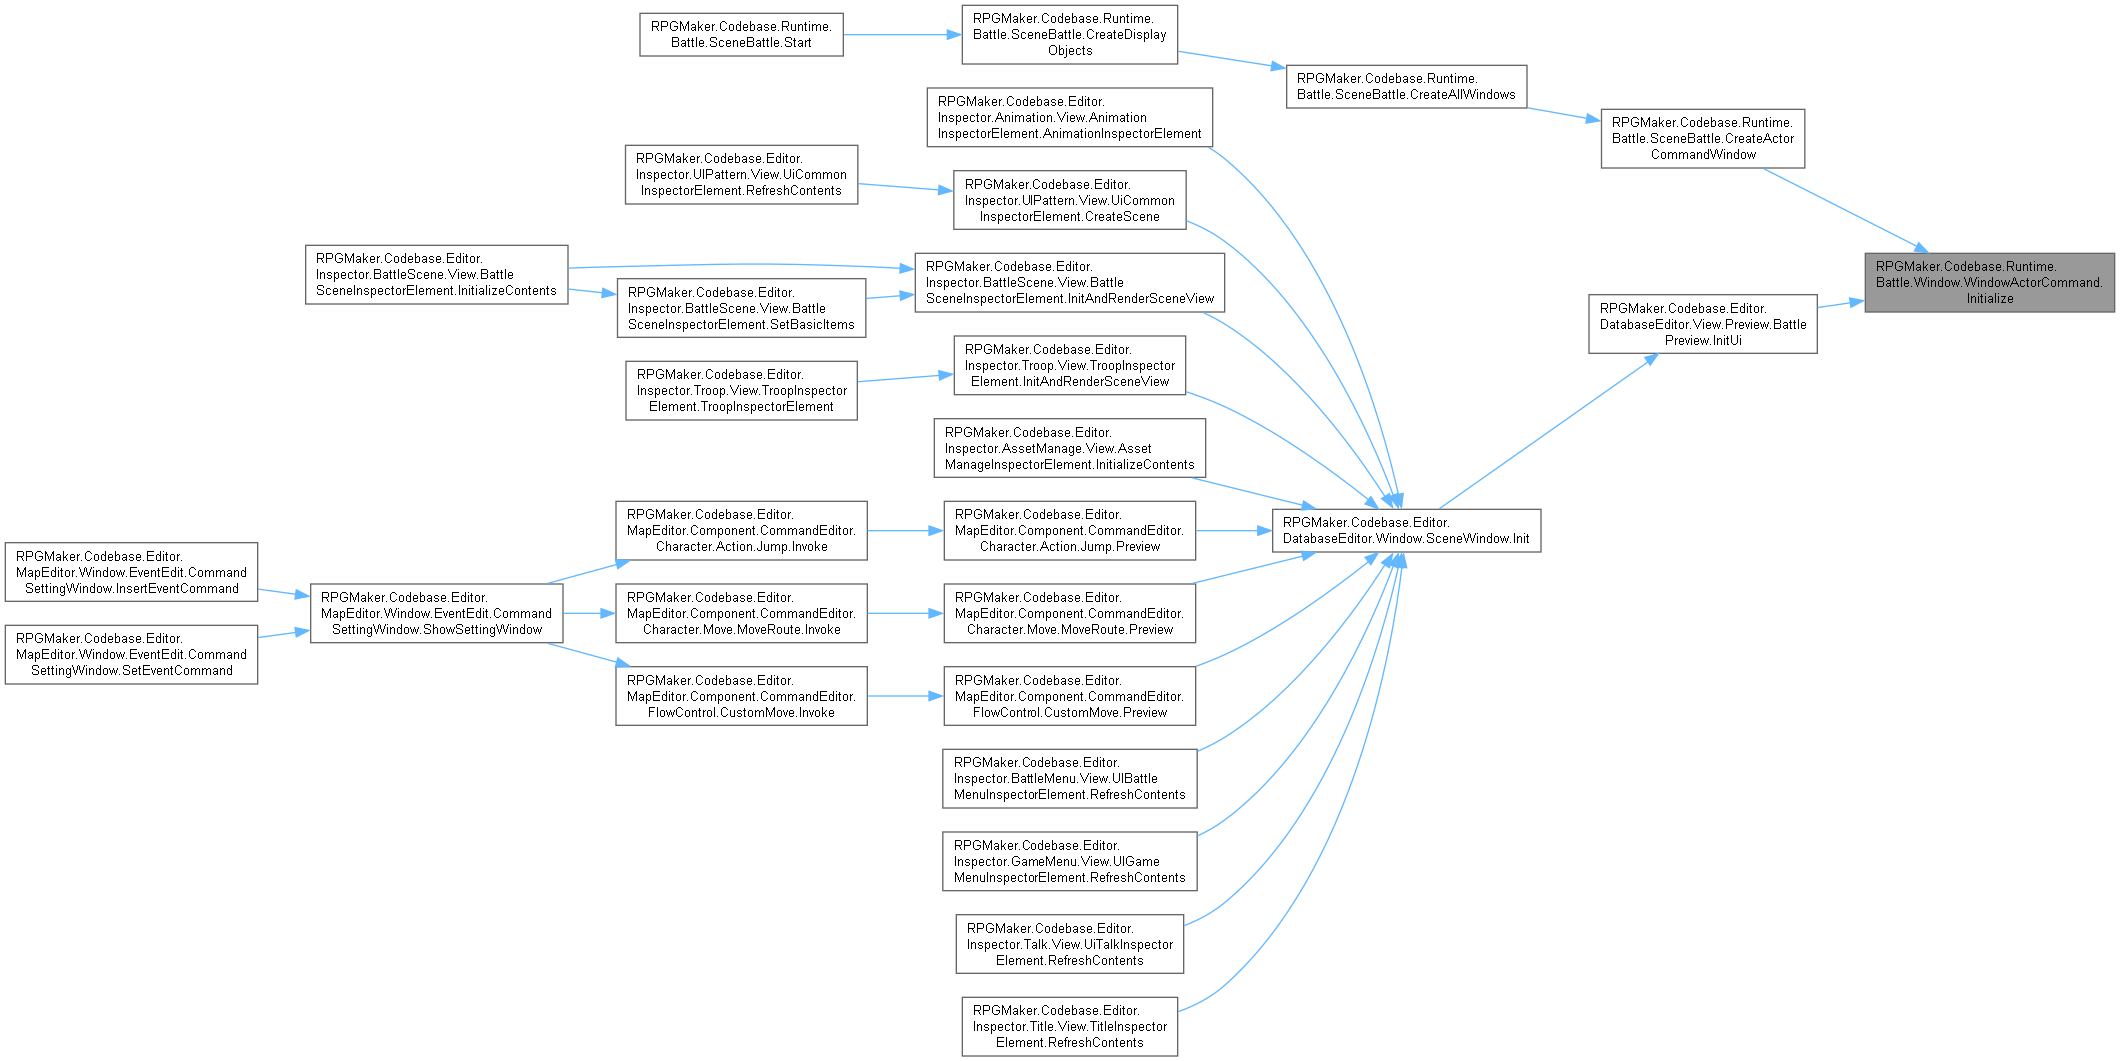 RPGMaker.Codebase.Runtime.
Battle.SceneBattle.Start
RPGMaker.Codebase.Runtime.
Battle.SceneBattle.CreateDisplay
Objects
RPGMaker.Codebase.Runtime.
Battle.SceneBattle.CreateAllWindows
RPGMaker.Codebase.Runtime.
Battle.SceneBattle.CreateActor
CommandWindow
RPGMaker.Codebase.Runtime.
Battle.Window.WindowActorCommand.
Initialize
RPGMaker.Codebase.Editor.
DatabaseEditor.View.Preview.Battle
Preview.InitUi
RPGMaker.Codebase.Editor.
DatabaseEditor.Window.SceneWindow.Init
RPGMaker.Codebase.Editor.
Inspector.Animation.View.Animation
InspectorElement.AnimationInspectorElement
RPGMaker.Codebase.Editor.
Inspector.UIPattern.View.UiCommon
InspectorElement.RefreshContents
RPGMaker.Codebase.Editor.
Inspector.UIPattern.View.UiCommon
InspectorElement.CreateScene
RPGMaker.Codebase.Editor.
Inspector.BattleScene.View.Battle
SceneInspectorElement.InitializeContents
RPGMaker.Codebase.Editor.
Inspector.BattleScene.View.Battle
SceneInspectorElement.SetBasicItems
RPGMaker.Codebase.Editor.
Inspector.BattleScene.View.Battle
SceneInspectorElement.InitAndRenderSceneView
RPGMaker.Codebase.Editor.
Inspector.Troop.View.TroopInspector
Element.TroopInspectorElement
RPGMaker.Codebase.Editor.
Inspector.Troop.View.TroopInspector
Element.InitAndRenderSceneView
RPGMaker.Codebase.Editor.
Inspector.AssetManage.View.Asset
ManageInspectorElement.InitializeContents
RPGMaker.Codebase.Editor.
MapEditor.Component.CommandEditor.
Character.Action.Jump.Invoke
RPGMaker.Codebase.Editor.
MapEditor.Component.CommandEditor.
Character.Action.Jump.Preview
RPGMaker.Codebase.Editor.
MapEditor.Window.EventEdit.Command
SettingWindow.InsertEventCommand
RPGMaker.Codebase.Editor.
MapEditor.Window.EventEdit.Command
SettingWindow.SetEventCommand
RPGMaker.Codebase.Editor.
MapEditor.Window.EventEdit.Command
SettingWindow.ShowSettingWindow
RPGMaker.Codebase.Editor.
MapEditor.Component.CommandEditor.
Character.Move.MoveRoute.Invoke
RPGMaker.Codebase.Editor.
MapEditor.Component.CommandEditor.
Character.Move.MoveRoute.Preview
RPGMaker.Codebase.Editor.
MapEditor.Component.CommandEditor.
FlowControl.CustomMove.Invoke
RPGMaker.Codebase.Editor.
MapEditor.Component.CommandEditor.
FlowControl.CustomMove.Preview
RPGMaker.Codebase.Editor.
Inspector.BattleMenu.View.UIBattle
MenuInspectorElement.RefreshContents
RPGMaker.Codebase.Editor.
Inspector.GameMenu.View.UIGame
MenuInspectorElement.RefreshContents
RPGMaker.Codebase.Editor.
Inspector.Talk.View.UiTalkInspector
Element.RefreshContents
RPGMaker.Codebase.Editor.
Inspector.Title.View.TitleInspector
Element.RefreshContents